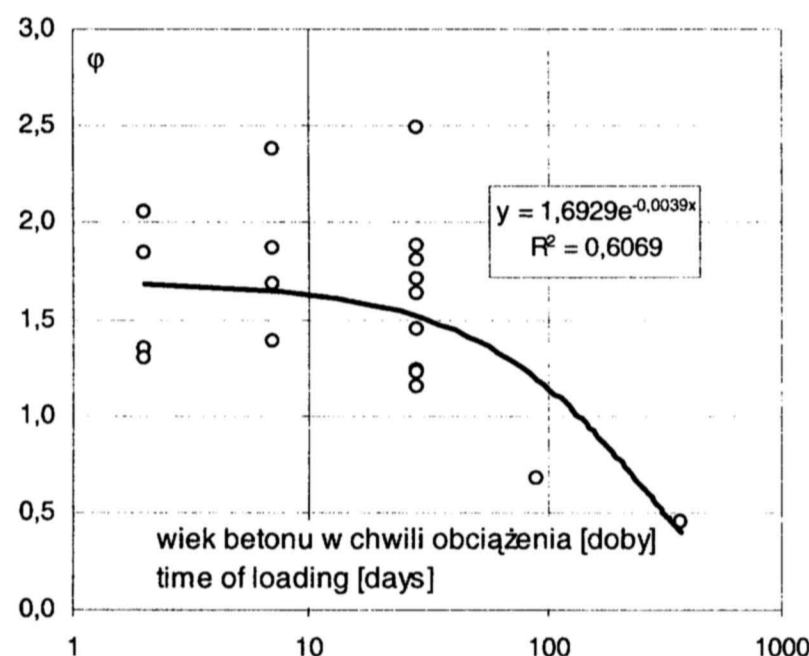 3,0
φ
2,5
2,0
y = 1,6929e^-0,0039x
R² = 0,6069
1,5
1,0
0,5
wiek betonu w chwili obciążenia [doby]
time of loading [days]
0,0
1 10 100 1000